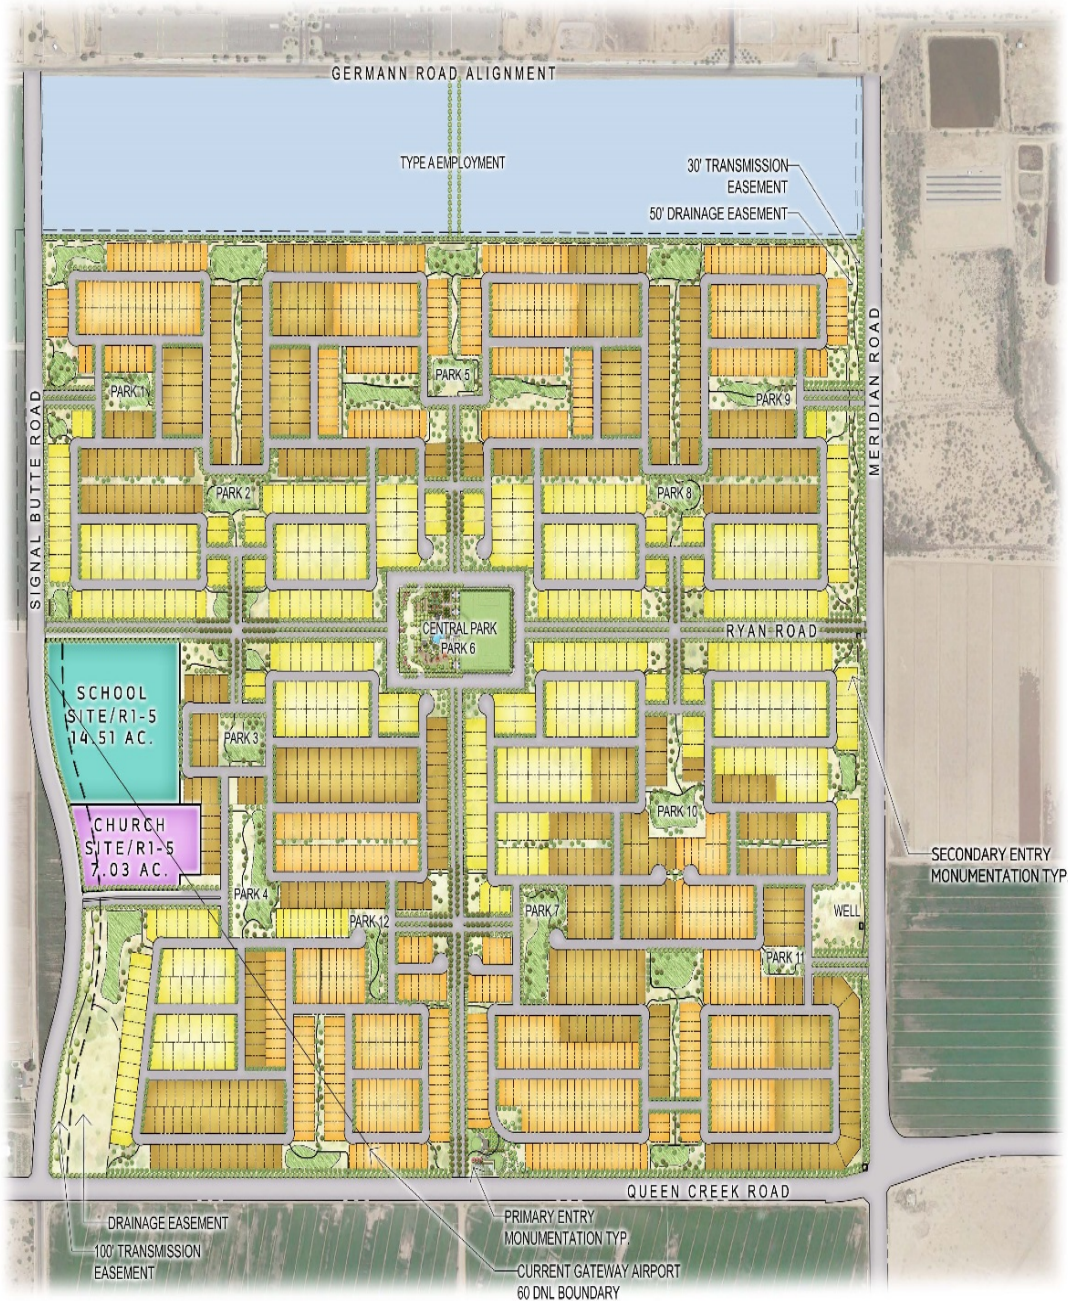 GERMANN ROAD ALIGNMENT
TYPE A EMPLOYMENT
30' TRANSMISSION
EASEMENT
50' DRAINAGE EASEMENT
MERIDIAN ROAD
SIGNAL BUTTE ROAD
PARK 1
PARK 5
PARK 9
PARK 2
PARK 8
CENTRAL PARK
PARK 6
RYAN ROAD
SCHOOL
SITE/R1-5
14.51 AC.
PARK 3
CHURCH
SITE/R1-5
7.03 AC.
PARK 10
SECONDARY ENTRY
MONUMENTATION TYP.
PARK 4
PARK 12
PARK 7
WELL
PARK 11
QUEEN CREEK ROAD
DRAINAGE EASEMENT
100' TRANSMISSION
EASEMENT
PRIMARY ENTRY
MONUMENTATION TYP.
CURRENT GATEWAY AIRPORT
60 DNL BOUNDARY